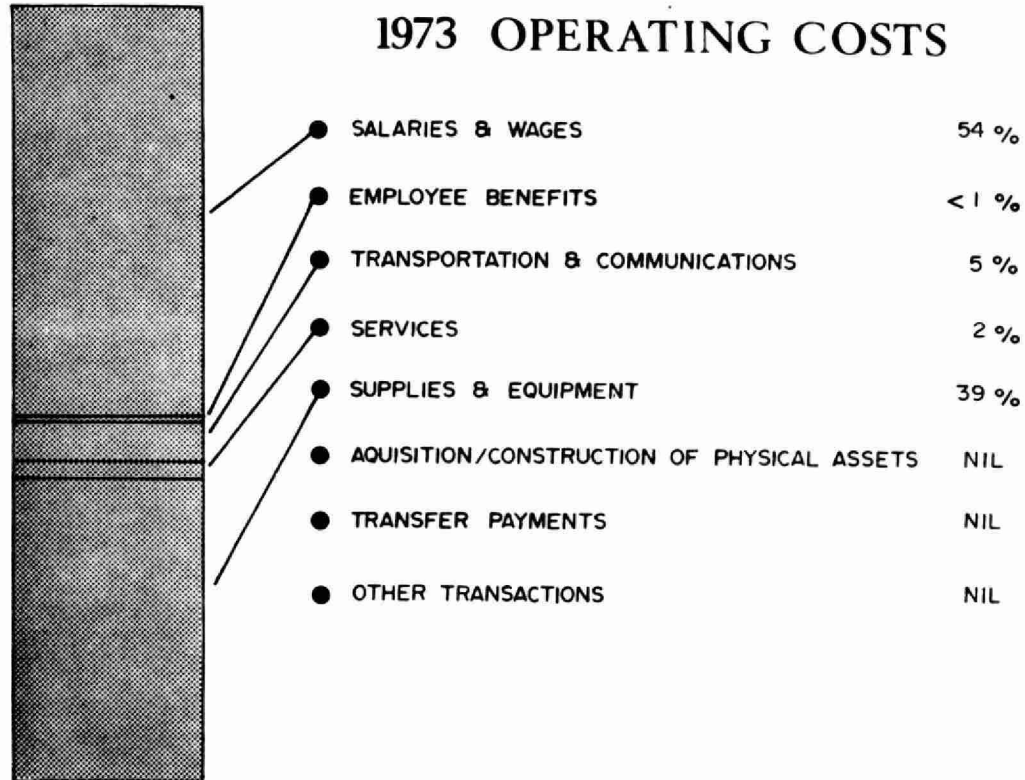 1973 OPERATING COSTS
SALARIES & WAGES 54 %
EMPLOYEE BENEFITS < 1 %
TRANSPORTATION & COMMUNICATIONS 5 %
SERVICES 2 %
SUPPLIES & EQUIPMENT 39 %
AQUISITION/CONSTRUCTION OF PHYSICAL ASSETS NIL
TRANSFER PAYMENTS NIL
OTHER TRANSACTIONS NIL